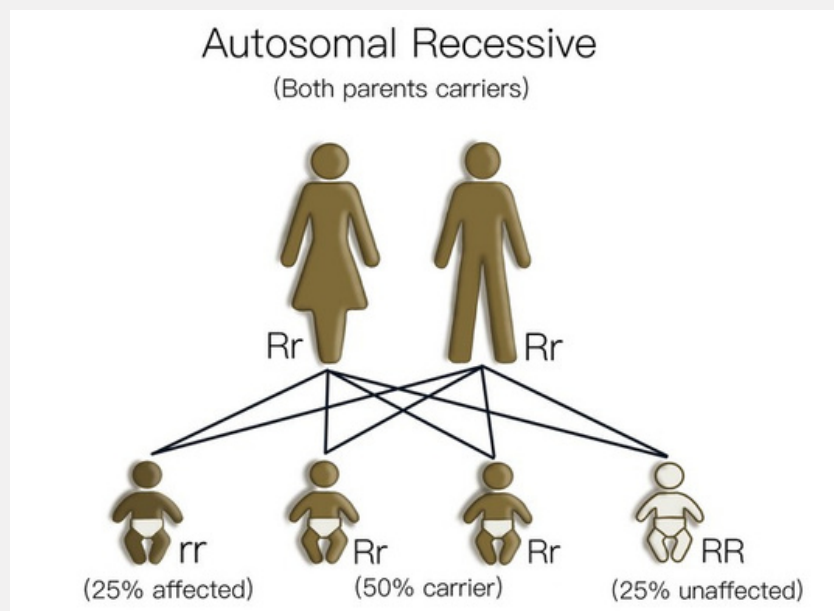 Autosomal Recessive
(Both parents carriers)
Rr
Rr
rr
Rr
Rr
RR
(25% affected)
(50% carrier)
(25% unaffected)